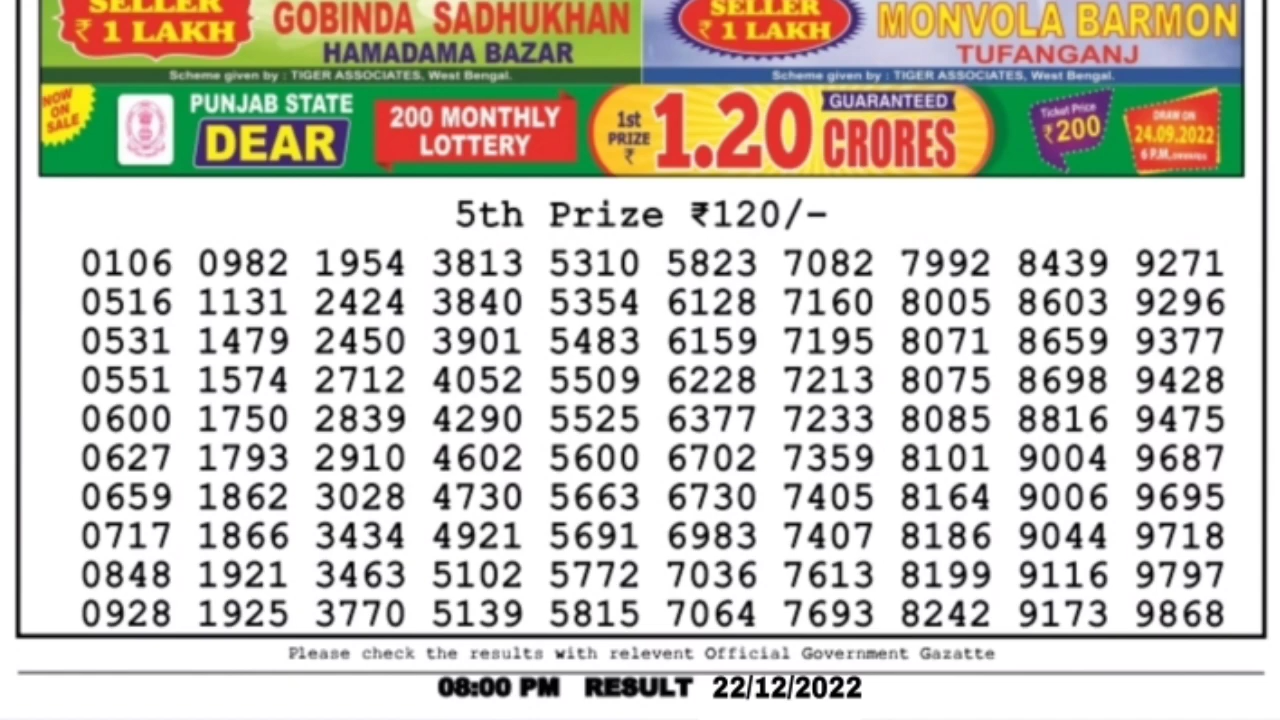 SELLER
₹ 1 LAKH
GOBINDA SADHUKHAN
HAMADAMA BAZAR
Scheme given by : TIGER ASSOCIATES, West Bengal.
SELLER
₹ 1 LAKH
MONVOLA BARMON
TUFANGANJ
Scheme given by : TIGER ASSOCIATES, West Bengal.
NOW
ON
SALE
PUNJAB STATE
DEAR
200 MONTHLY
LOTTERY
1st
PRIZE
₹
1.20
GUARANTEED
CRORES
Ticket Price
₹200
DRAW ON
24.09.2022
6 P.M. ONWARDS
5th Prize ₹120/-
0106 0982 1954 3813 5310 5823 7082 7992 8439 9271
0516 1131 2424 3840 5354 6128 7160 8005 8603 9296
0531 1479 2450 3901 5483 6159 7195 8071 8659 9377
0551 1574 2712 4052 5509 6228 7213 8075 8698 9428
0600 1750 2839 4290 5525 6377 7233 8085 8816 9475
0627 1793 2910 4602 5600 6702 7359 8101 9004 9687
0659 1862 3028 4730 5663 6730 7405 8164 9006 9695
0717 1866 3434 4921 5691 6983 7407 8186 9044 9718
0848 1921 3463 5102 5772 7036 7613 8199 9116 9797
0928 1925 3770 5139 5815 7064 7693 8242 9173 9868
Please check the results with relevent Official Government Gazatte
08:00 PM RESULT 22/12/2022